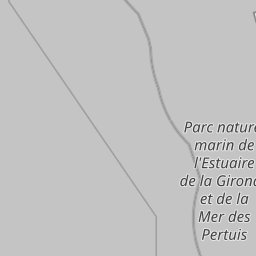 Parc nature
marin de
l'Estuaire
de la Girond
et de la
Mer des
Pertuis